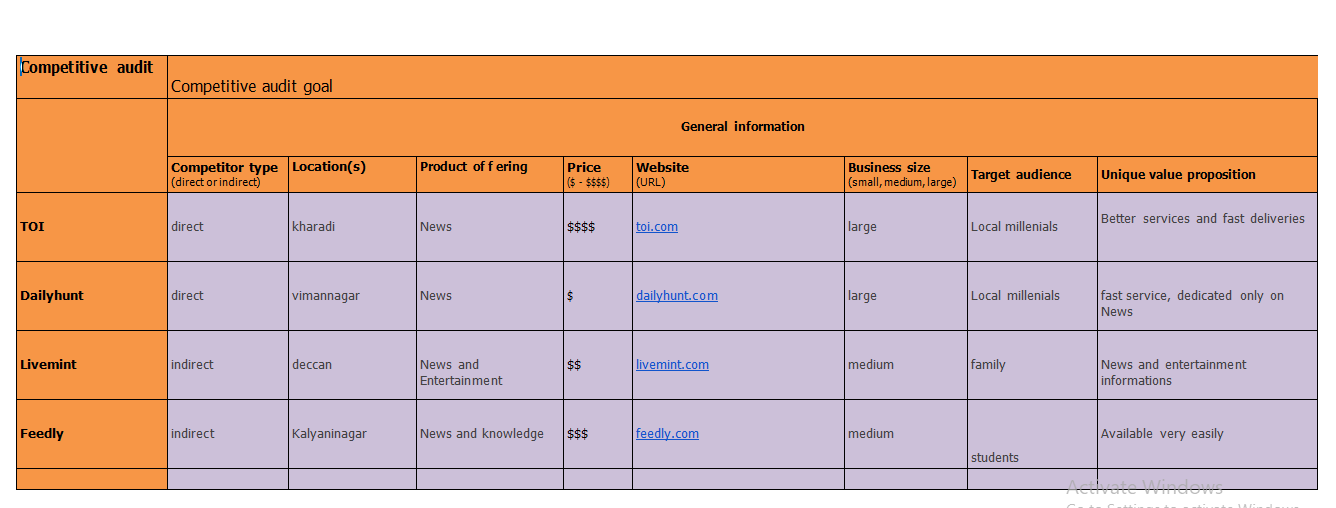 Competitive audit
Competitive audit goal
General information
Competitor type
(direct or indirect)
Location(s)
Product offering
Price
($ - $$$$)
Website
(URL)
Business size
(small, medium, large)
Target audience
Unique value proposition
TOI
direct
kharadi
News
$$$$
toi.com
large
Local millenials
Better services and fast deliveries
Dailyhunt
direct
vimannagar
News
$
dailyhunt.com
large
Local millenials
fast service, dedicated only on
News
Livemint
indirect
deccan
News and
Entertainment
$$
livemint.com
medium
family
News and entertainment
informations
Feedly
indirect
Kalyaninagar
News and knowledge
$$$
feedly.com
medium
students
Available very easily
Activate Windows
Go to Settings to activate Windows